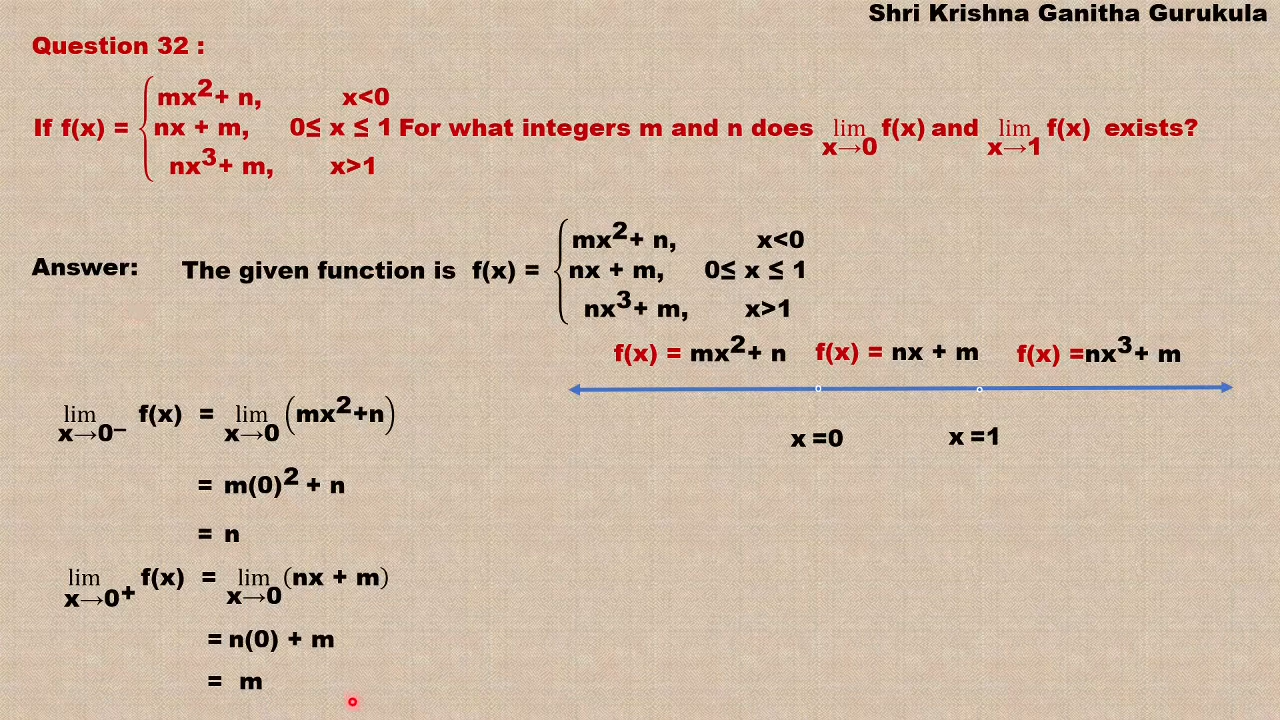 Shri Krishna Ganitha Gurukula
Question 32 :
If f(x) = { mx² + n, x<0
nx + m, 0≤ x ≤ 1 For what integers m and n does lim x→0 f(x) and lim x→1 f(x) exists?
nx³ + m, x>1
Answer: The given function is f(x) = { mx² + n, x<0
nx + m, 0≤ x ≤ 1
nx³ + m, x>1
f(x) = mx² + n f(x) = nx + m f(x) =nx³ + m
x =0 x =1
lim x→0⁻ f(x) = lim x→0 (mx²+n)
= m(0)² + n
= n
lim x→0⁺ f(x) = lim x→0 (nx + m)
= n(0) + m
= m